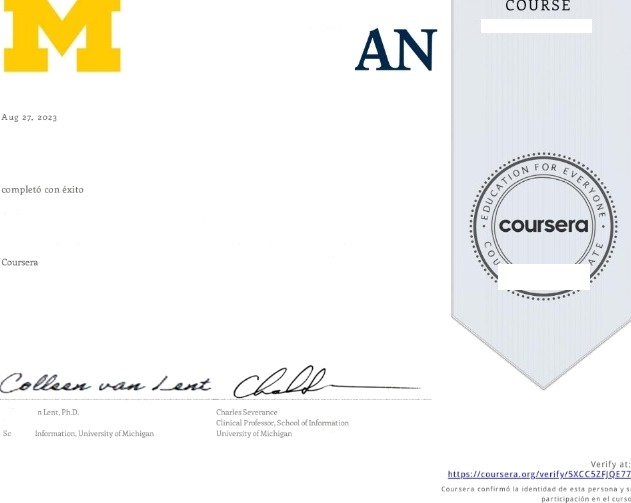 COURSE
M
AN
Aug 27, 2023
completó con éxito
EDUCATION FOR EVERYONE
coursera
COU
ATE
Coursera
Colleen van Lent
n Lent, Ph.D.
Charles Severance
Clinical Professor, School of Information
Sc Information, University of Michigan
University of Michigan
Verify at:
https://coursera.org/verify/5XCC5ZFJQE77
Coursera confirmó la identidad de esta persona y s
participación en el curso